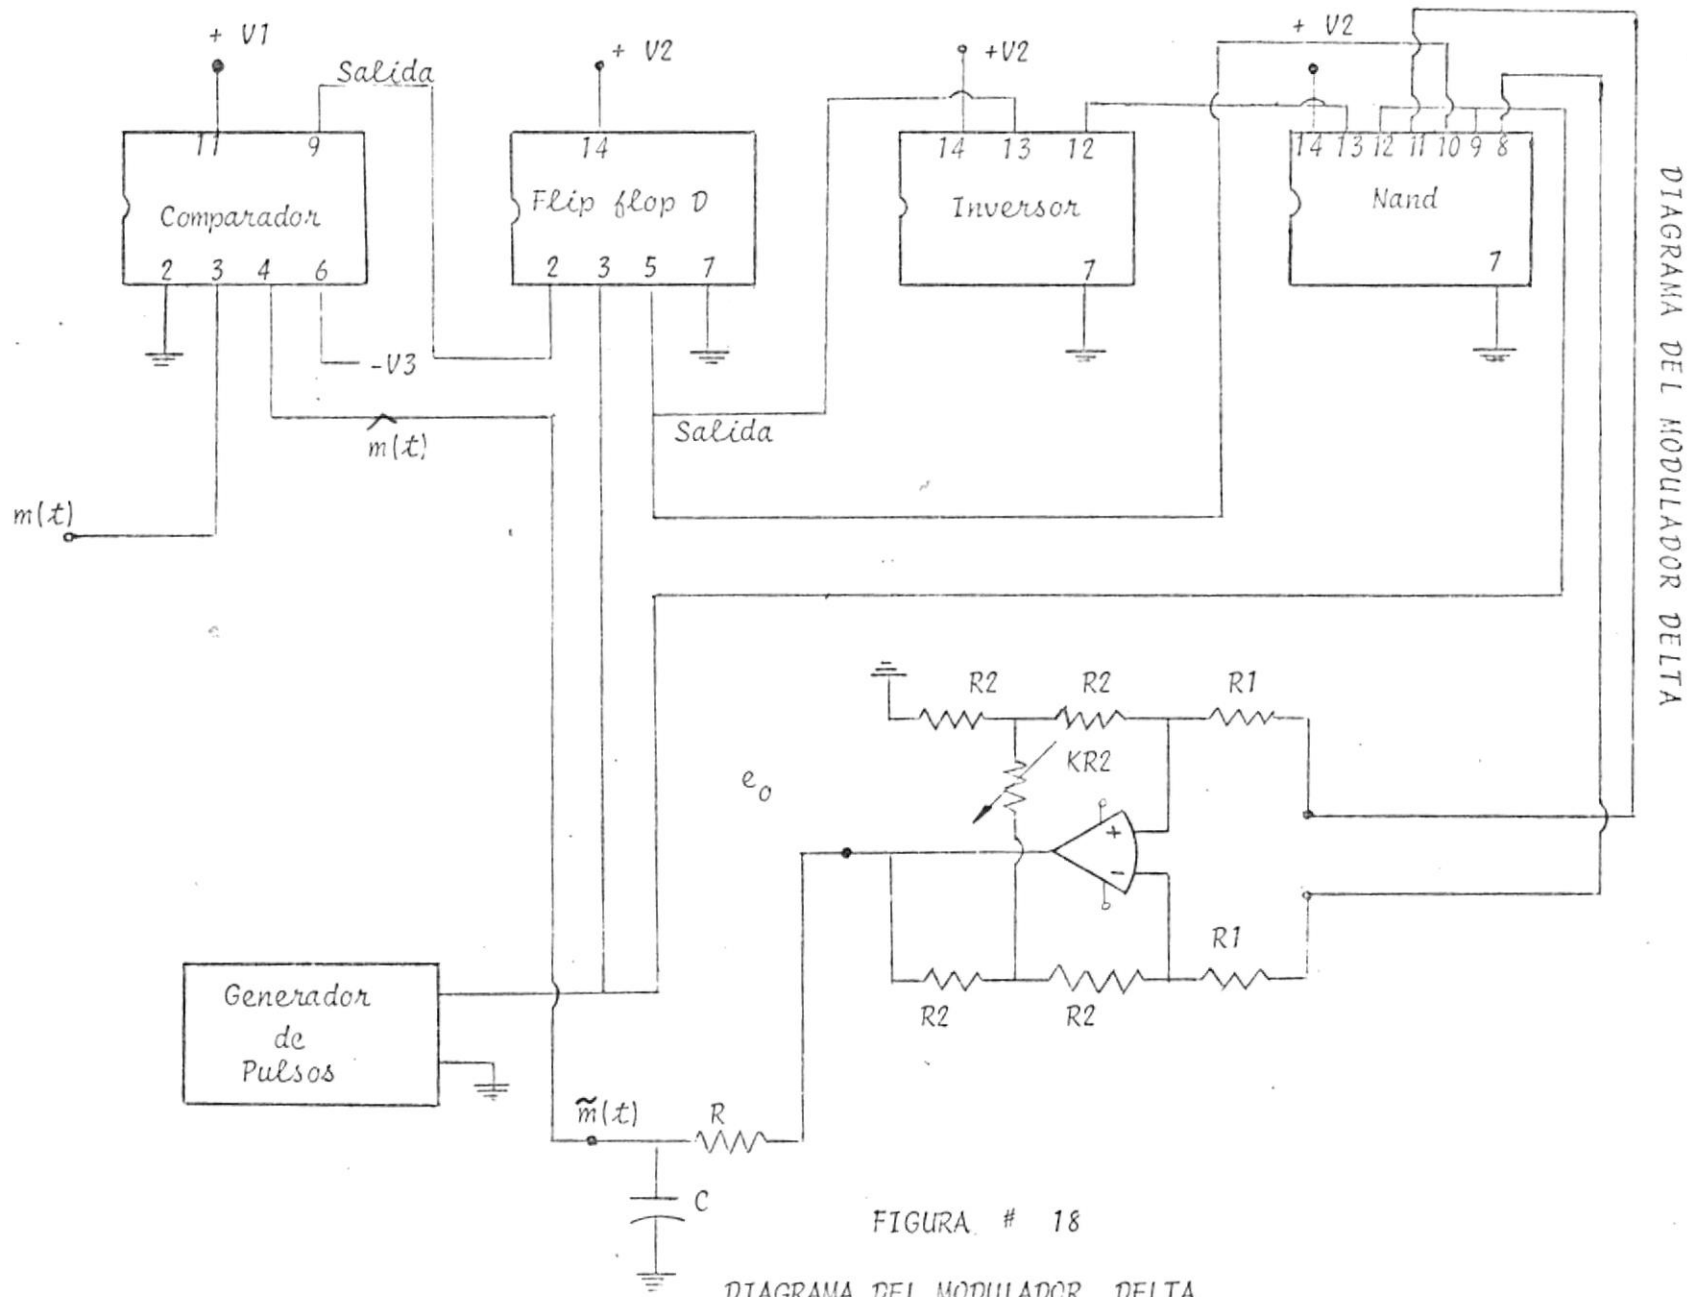 + V1
Salida
+ V2
+V2
+ V2
11 9
14
14 13 12
14 13 12 11 10 9 8
Comparador
Flip flop D
Inversor
Nand
2 3 4 6
2 3 5 7
7
7
-V3
m(t)
Salida
m(t)
DIAGRAMA DEL MODULADOR DELTA
R2 R2 R1
KR2
e0
+
-
R1
R2 R2
Generador
de
Pulsos
m̃(t) R
C
FIGURA # 18
DIAGRAMA DEL MODULADOR DELTA